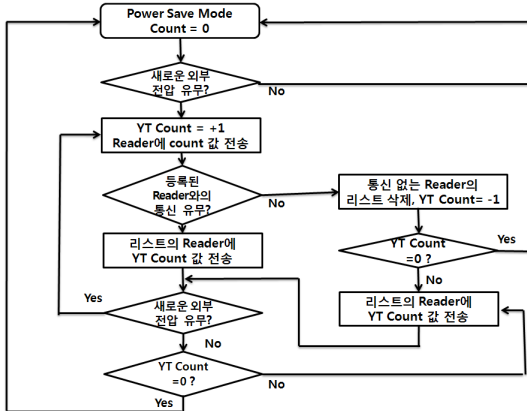 Power Save Mode
Count = 0
새로운 외부
전압 유무?
No
YT Count = +1
Reader에 count 값 전송
등록된
Reader와의
통신 유무?
No
통신 없는 Reader의
리스트 삭제, YT Count= -1
리스트의 Reader에
YT Count 값 전송
YT Count
=0 ?
Yes
No
Yes
새로운 외부
전압 유무?
리스트의 Reader에
YT Count 값 전송
No
YT Count
=0 ?
No
Yes